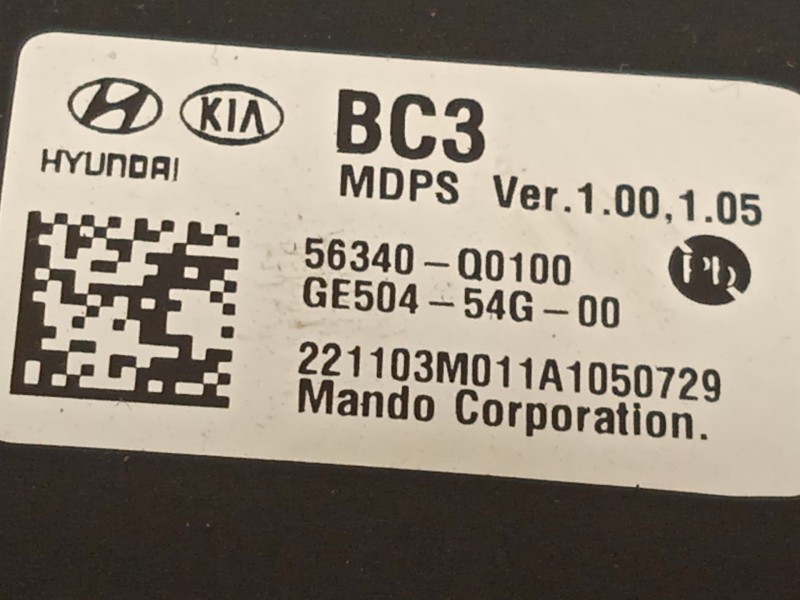 KIA
HYUNDAI
BC3
MDPS Ver.1.00,1.05
56340-Q0100
GE504-54G-00
221103M011A1050729
Mando Corporation.